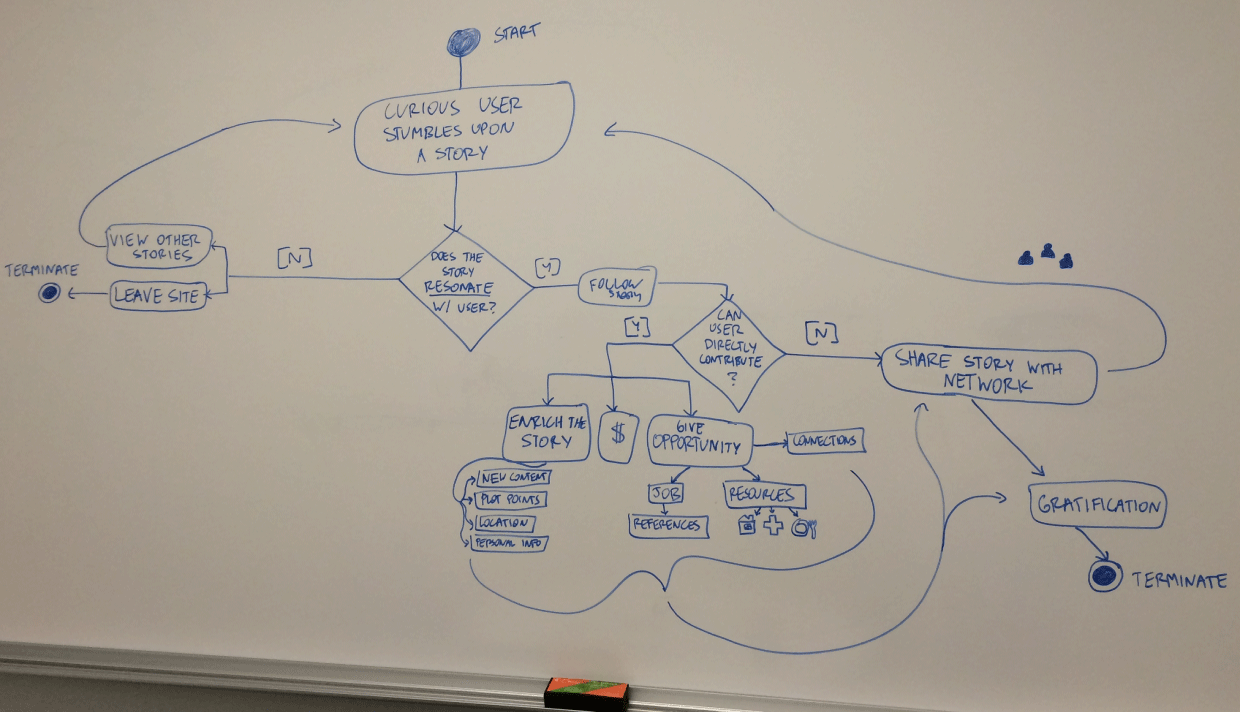 START
CURIOUS USER
STUMBLES UPON
A STORY
VIEW OTHER
STORIES
TERMINATE
LEAVE SITE
[N]
DOES THE
STORY
RESONATE
W/ USER?
[Y]
FOLLOW
STORY
[Y]
CAN
USER
DIRECTLY
CONTRIBUTE
?
[N]
SHARE STORY WITH
NETWORK
ENRICH THE
STORY
$
GIVE
OPPORTUNITY
CONNECTIONS
NEW CONTENT
PLOT POINTS
LOCATION
PERSONAL INFO
JOB
REFERENCES
RESOURCES
GRATIFICATION
TERMINATE